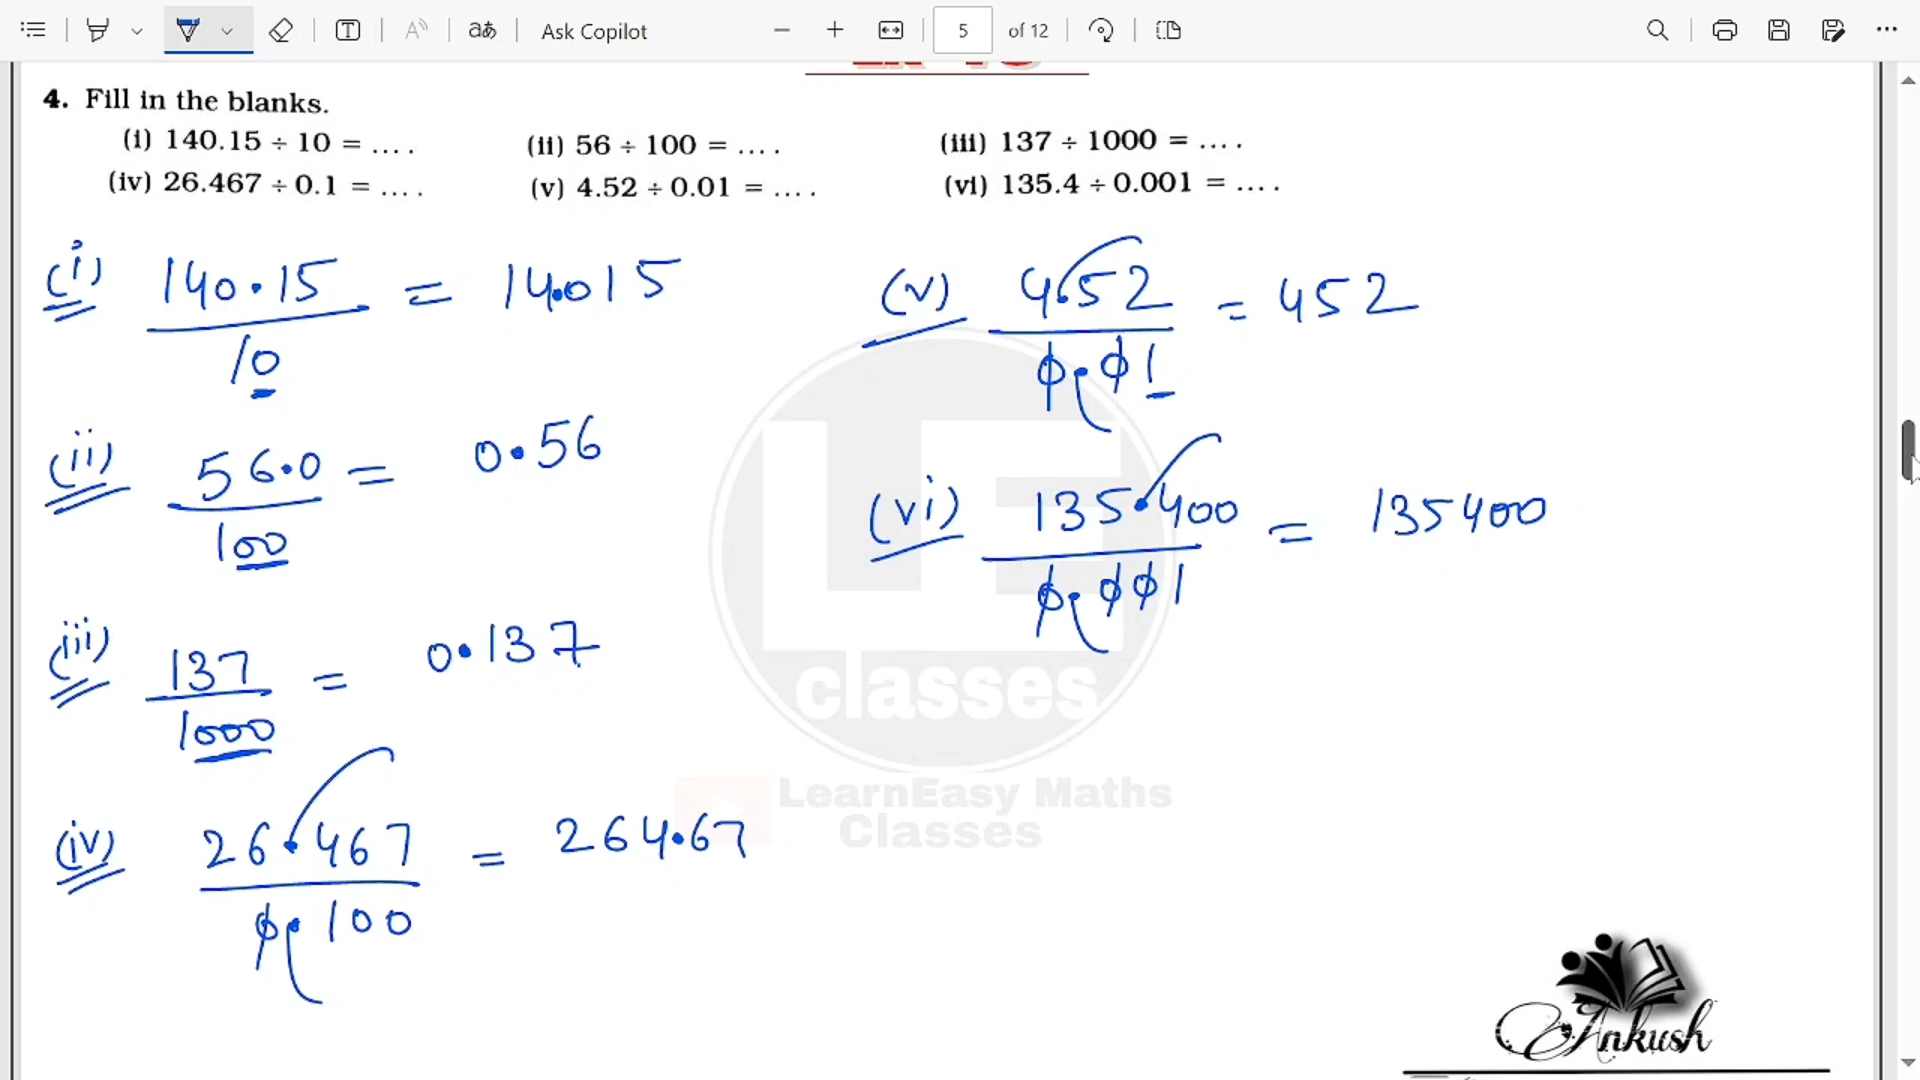 Ask Copilot
5 of 12
4. Fill in the blanks.
(i) 140.15 ÷ 10 = ....
(ii) 56 ÷ 100 = ....
(iii) 137 ÷ 1000 = ....
(iv) 26.467 ÷ 0.1 = ....
(v) 4.52 ÷ 0.01 = ....
(vi) 135.4 ÷ 0.001 = ....
(i) 140.15 = 14.015
10
(ii) 56.0 = 0.56
100
(iii) 137 = 0.137
1000
(iv) 26.467 = 264.67
0.100
(v) 4.52 = 452
0.01
(vi) 135.400 = 135400
0.001
LE
classes
LearnEasy Maths
Classes
Ankush